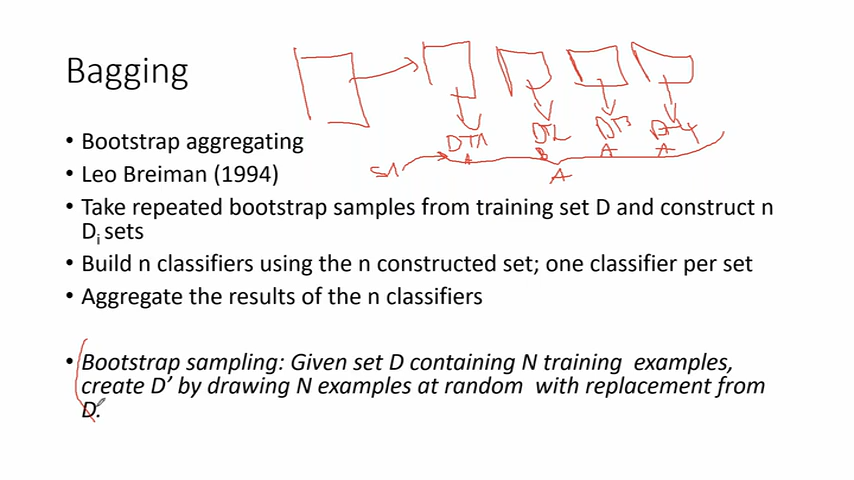 Bagging
DT1 DT2 DT3 DT4
A B A A
S1
A
• Bootstrap aggregating
• Leo Breiman (1994)
• Take repeated bootstrap samples from training set D and construct n
Di sets
• Build n classifiers using the n constructed set; one classifier per set
• Aggregate the results of the n classifiers
• Bootstrap sampling: Given set D containing N training examples,
create D’ by drawing N examples at random with replacement from
D.